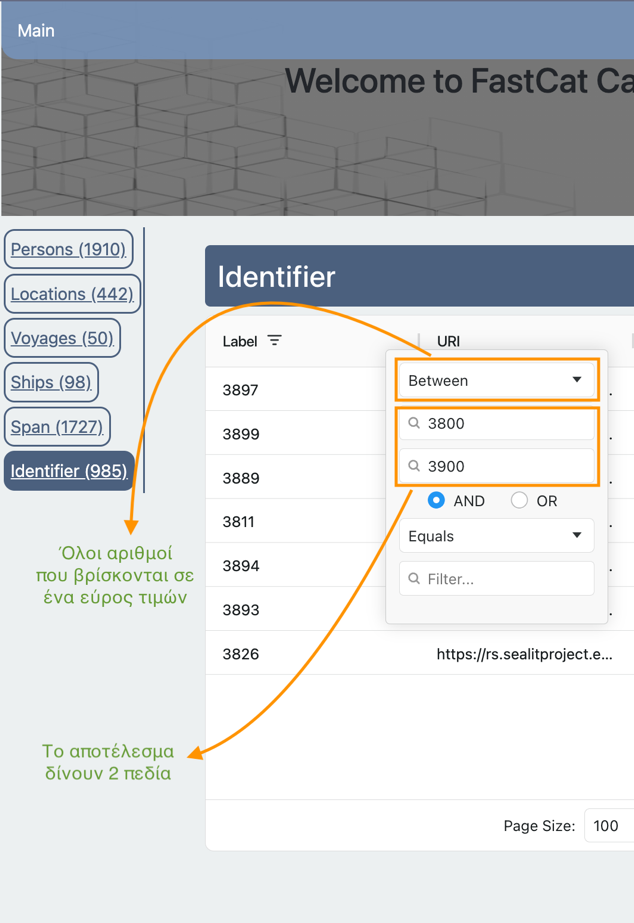 Main
Welcome to FastCat Ca
Persons (1910)
Locations (442)
Voyages (50)
Ships (98)
Span (1727)
Identifier (985)
Identifier
Label
URI
3897
3899
3889
3811
3894
3893
3826
https://rs.sealitproject.e...
Between
3800
3900
AND
OR
Equals
Filter...
Όλοι αριθμοί
που βρίσκονται σε
ένα εύρος τιμών
Το αποτέλεσμα
δίνουν 2 πεδία
Page Size:
100